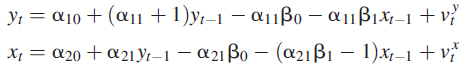 yₜ = α10 + (α11 + 1)yₜ₋₁ − α11β0 − α11β1xₜ₋₁ + vₜʸ
xₜ = α20 + α21yₜ₋₁ − α21β0 − (α21β1 − 1)xₜ₋₁ + vₜˣ